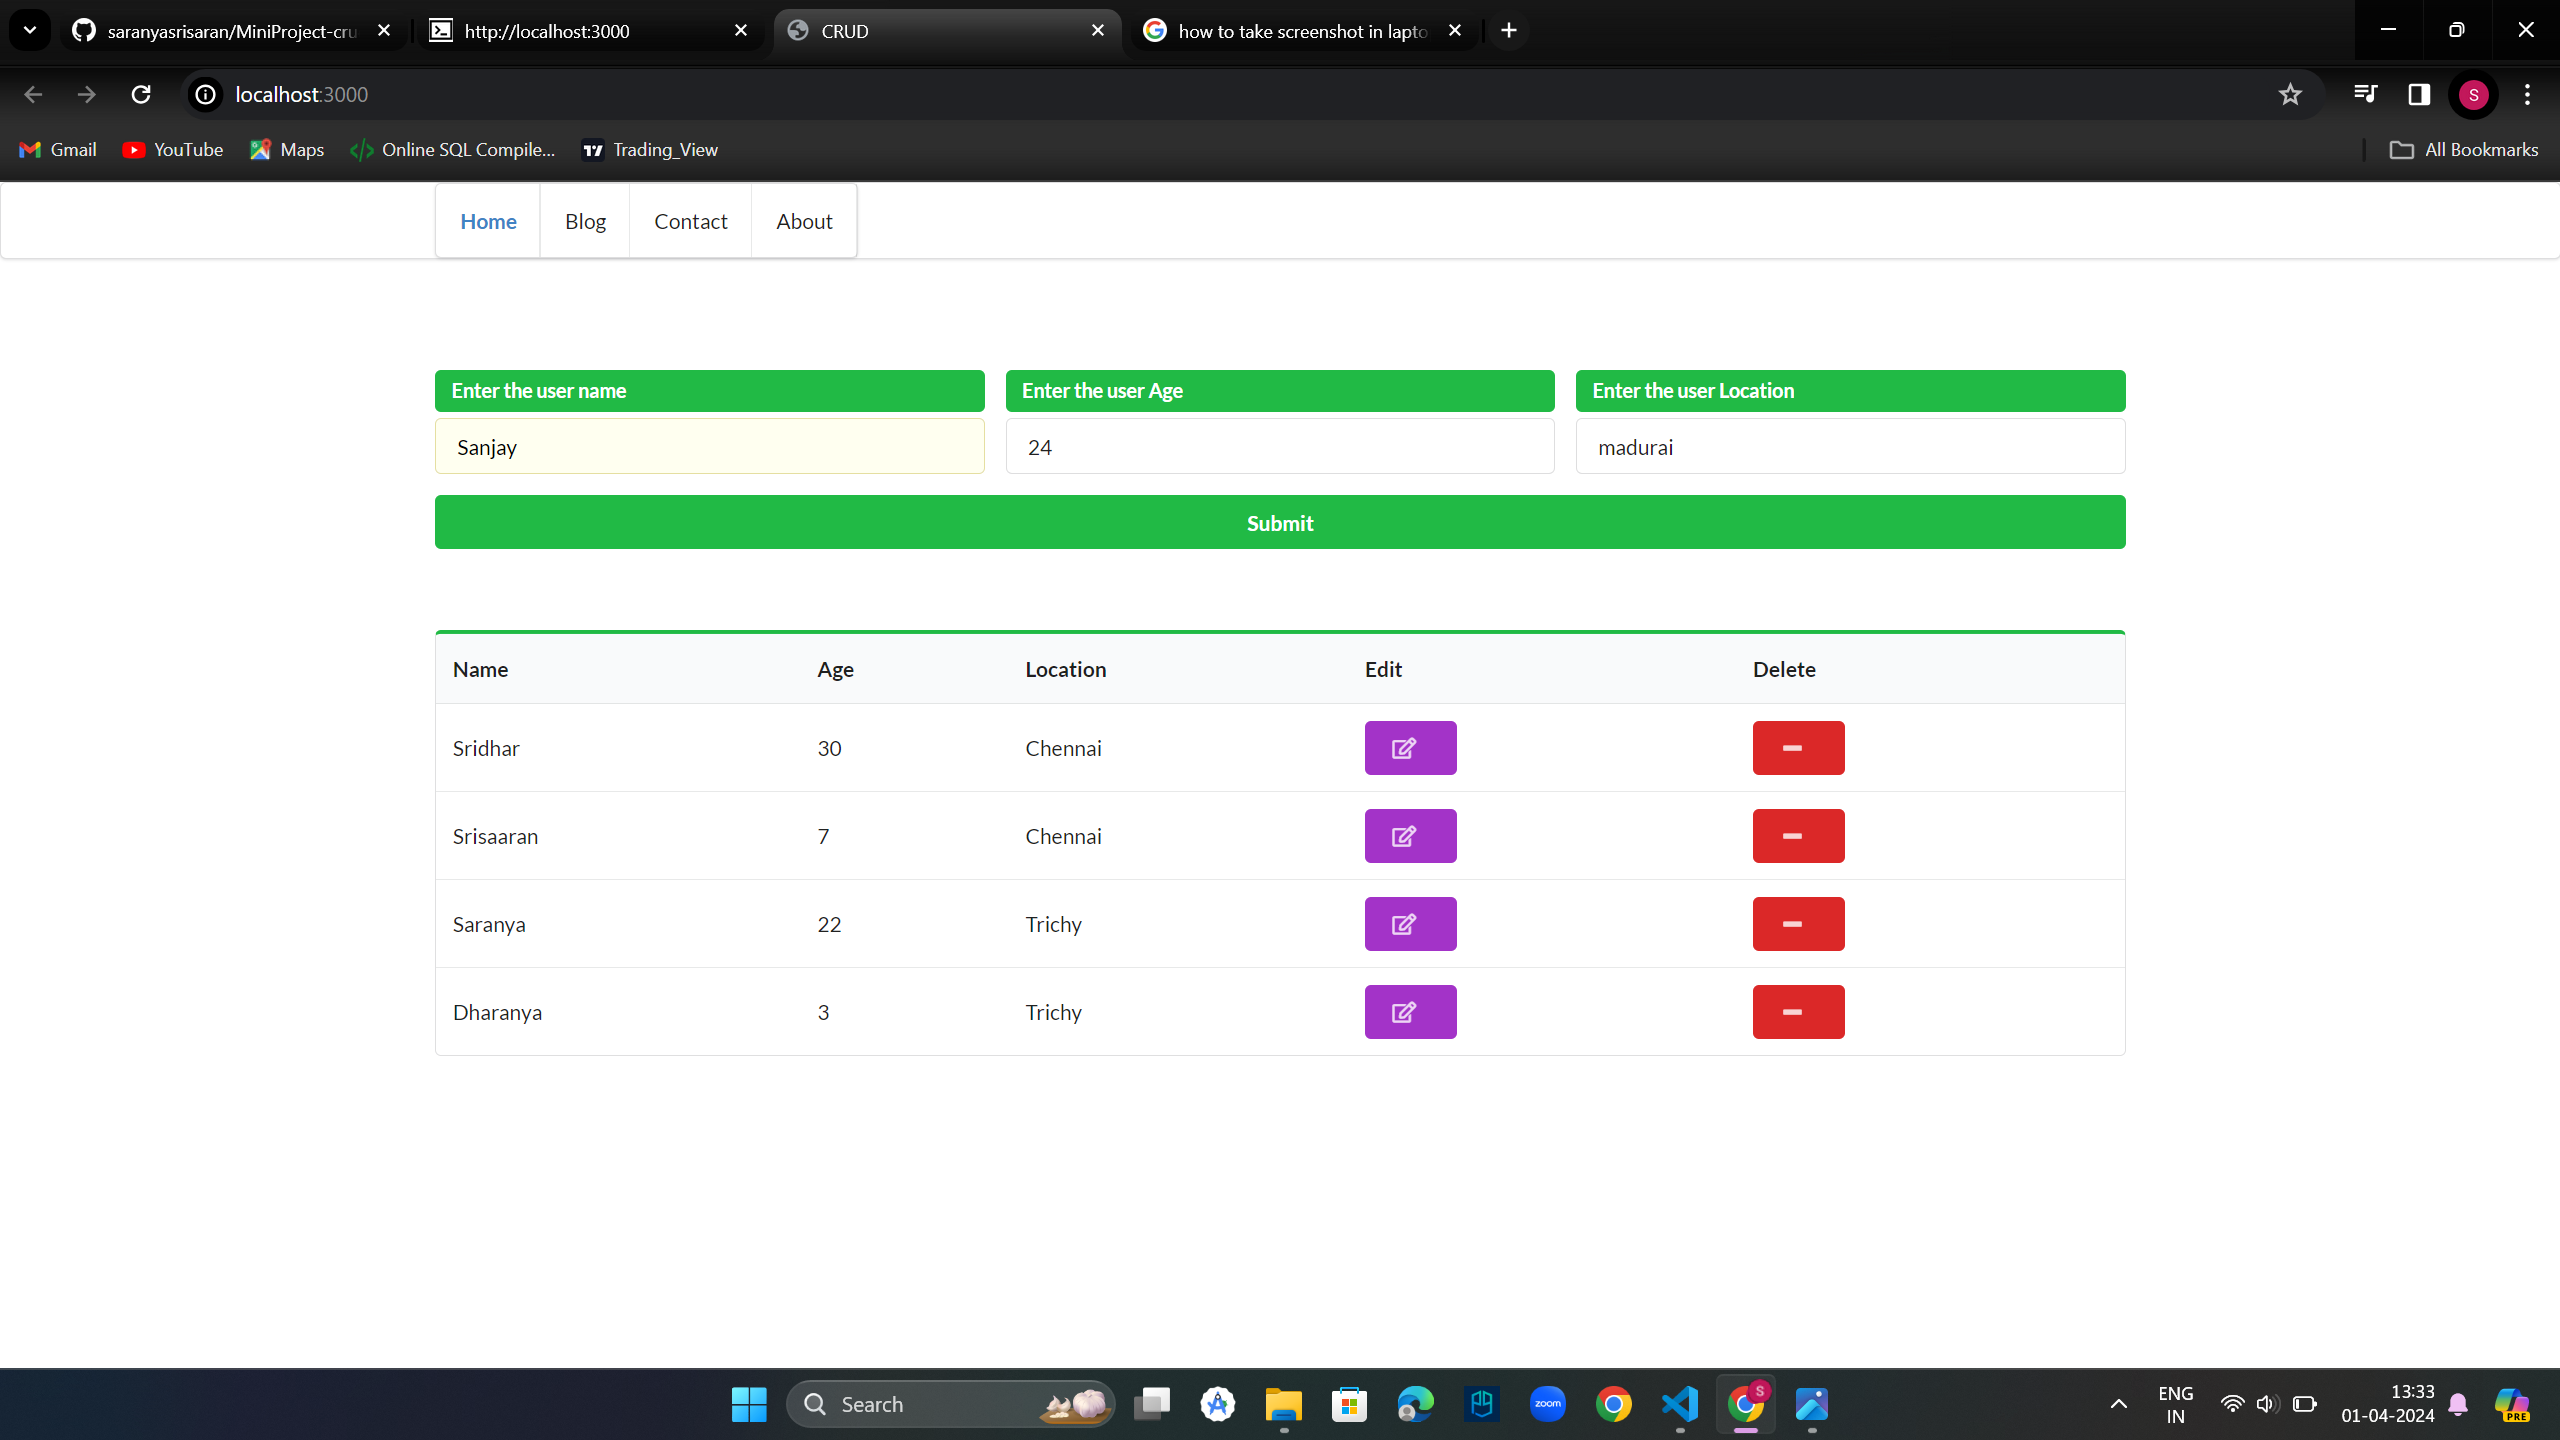 saranyasrisaran/MiniProject-cru
http://localhost:3000
CRUD
how to take screenshot in lapto
localhost:3000
S
Gmail
YouTube
Maps
Online SQL Compile...
Trading_View
All Bookmarks
Home
Blog
Contact
About
Enter the user name
Enter the user Age
Enter the user Location
Sanjay
24
madurai
Submit
Name Age Location Edit Delete
Sridhar 30 Chennai
Srisaaran 7 Chennai
Saranya 22 Trichy
Dharanya 3 Trichy
Search
zoom
S
ENG
IN
13:33
01-04-2024
PRE